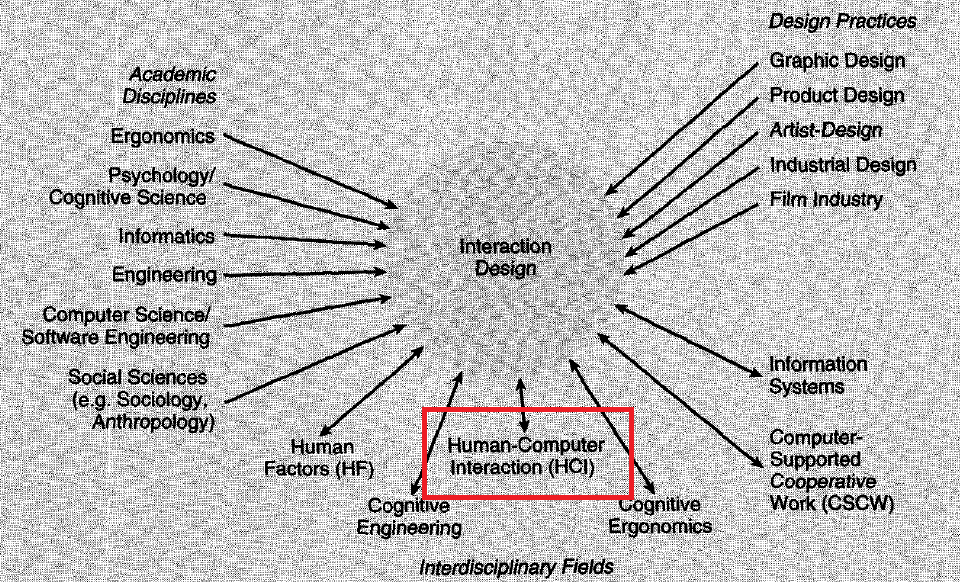 Design Practices
Graphic Design
Product Design
Artist-Design
Industrial Design
Film Industry
Academic
Disciplines
Ergonomics
Psychology/
Cognitive Science
Informatics
Engineering
Computer Science/
Software Engineering
Social Sciences
(e.g. Sociology,
Anthropology)
Interaction
Design
Human
Factors (HF)
Cognitive
Engineering
Human-Computer
Interaction (HCI)
Cognitive
Ergonomics
Information
Systems
Computer-
Supported
Cooperative
Work (CSCW)
Interdisciplinary Fields